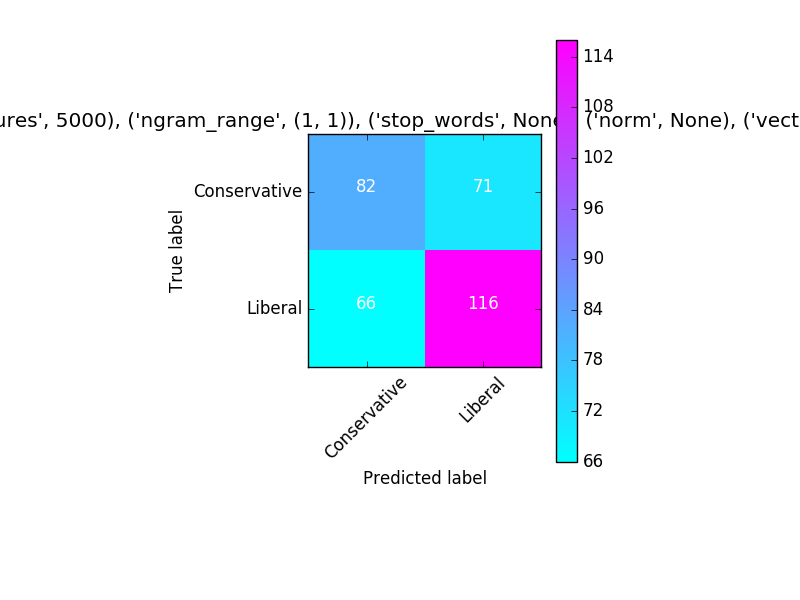 ures', 5000), ('ngram_range', (1, 1)), ('stop_words', None ('norm', None), ('vect
114
108
102
96
90
84
78
72
66
Conservative
Liberal
True label
82 71
66 116
Conservative
Liberal
Predicted label